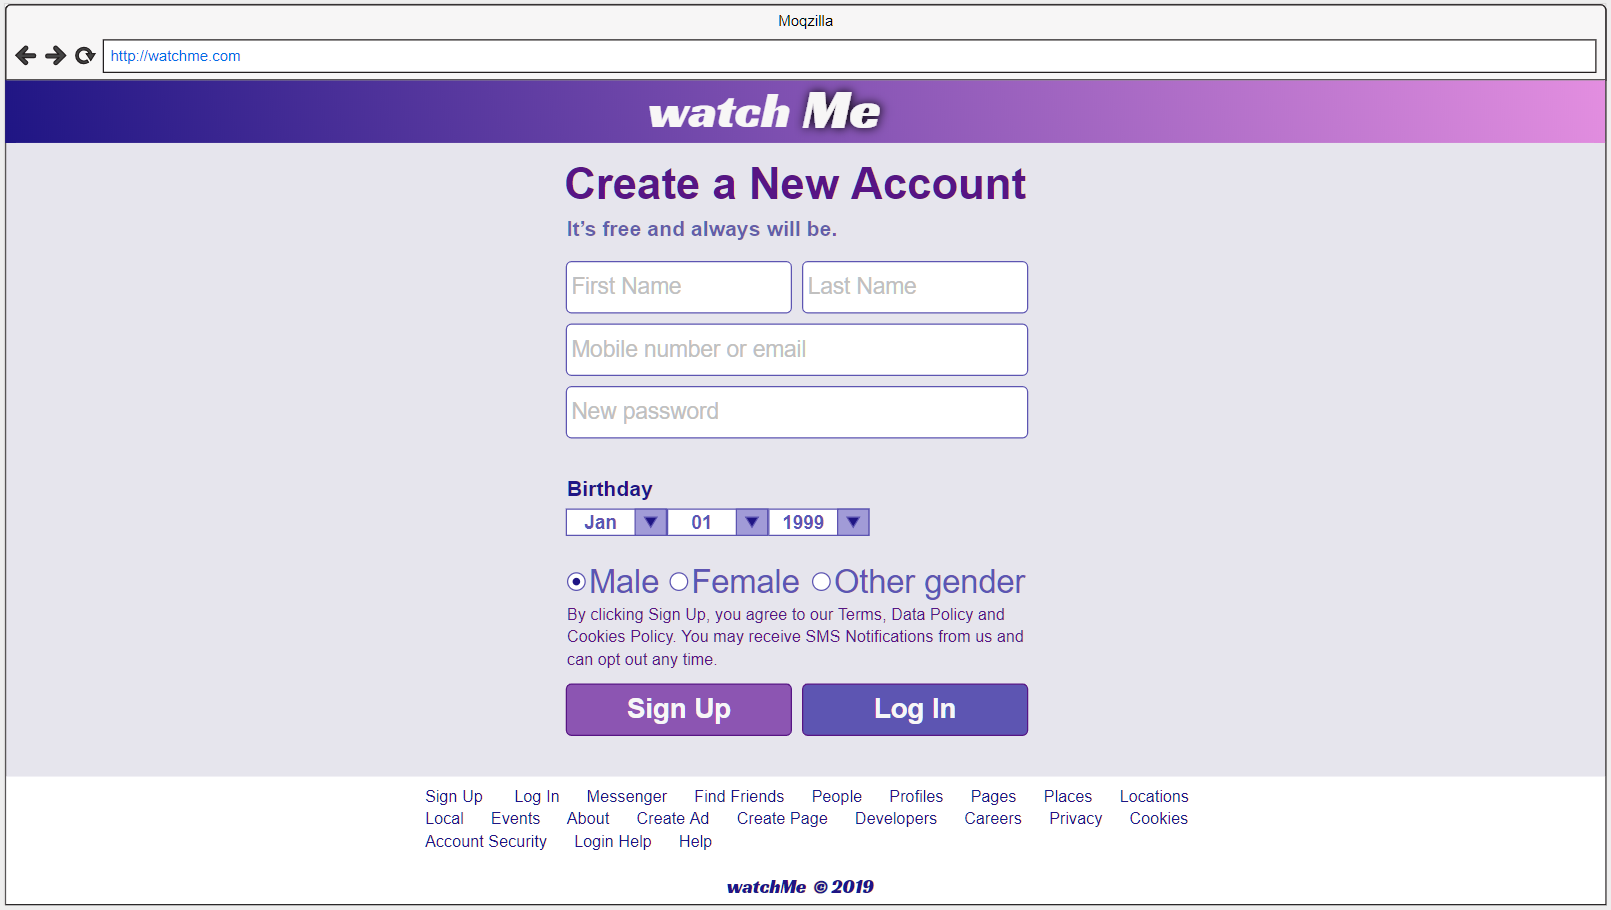 Moqzilla
http://watchme.com
watch Me
Create a New Account
It’s free and always will be.
First Name Last Name
Mobile number or email
New password
Birthday
Jan 01 1999
Male Female Other gender
By clicking Sign Up, you agree to our Terms, Data Policy and
Cookies Policy. You may receive SMS Notifications from us and
can opt out any time.
Sign Up Log In
Sign Up Log In Messenger Find Friends People Profiles Pages Places Locations
Local Events About Create Ad Create Page Developers Careers Privacy Cookies
Account Security Login Help Help
watchMe © 2019